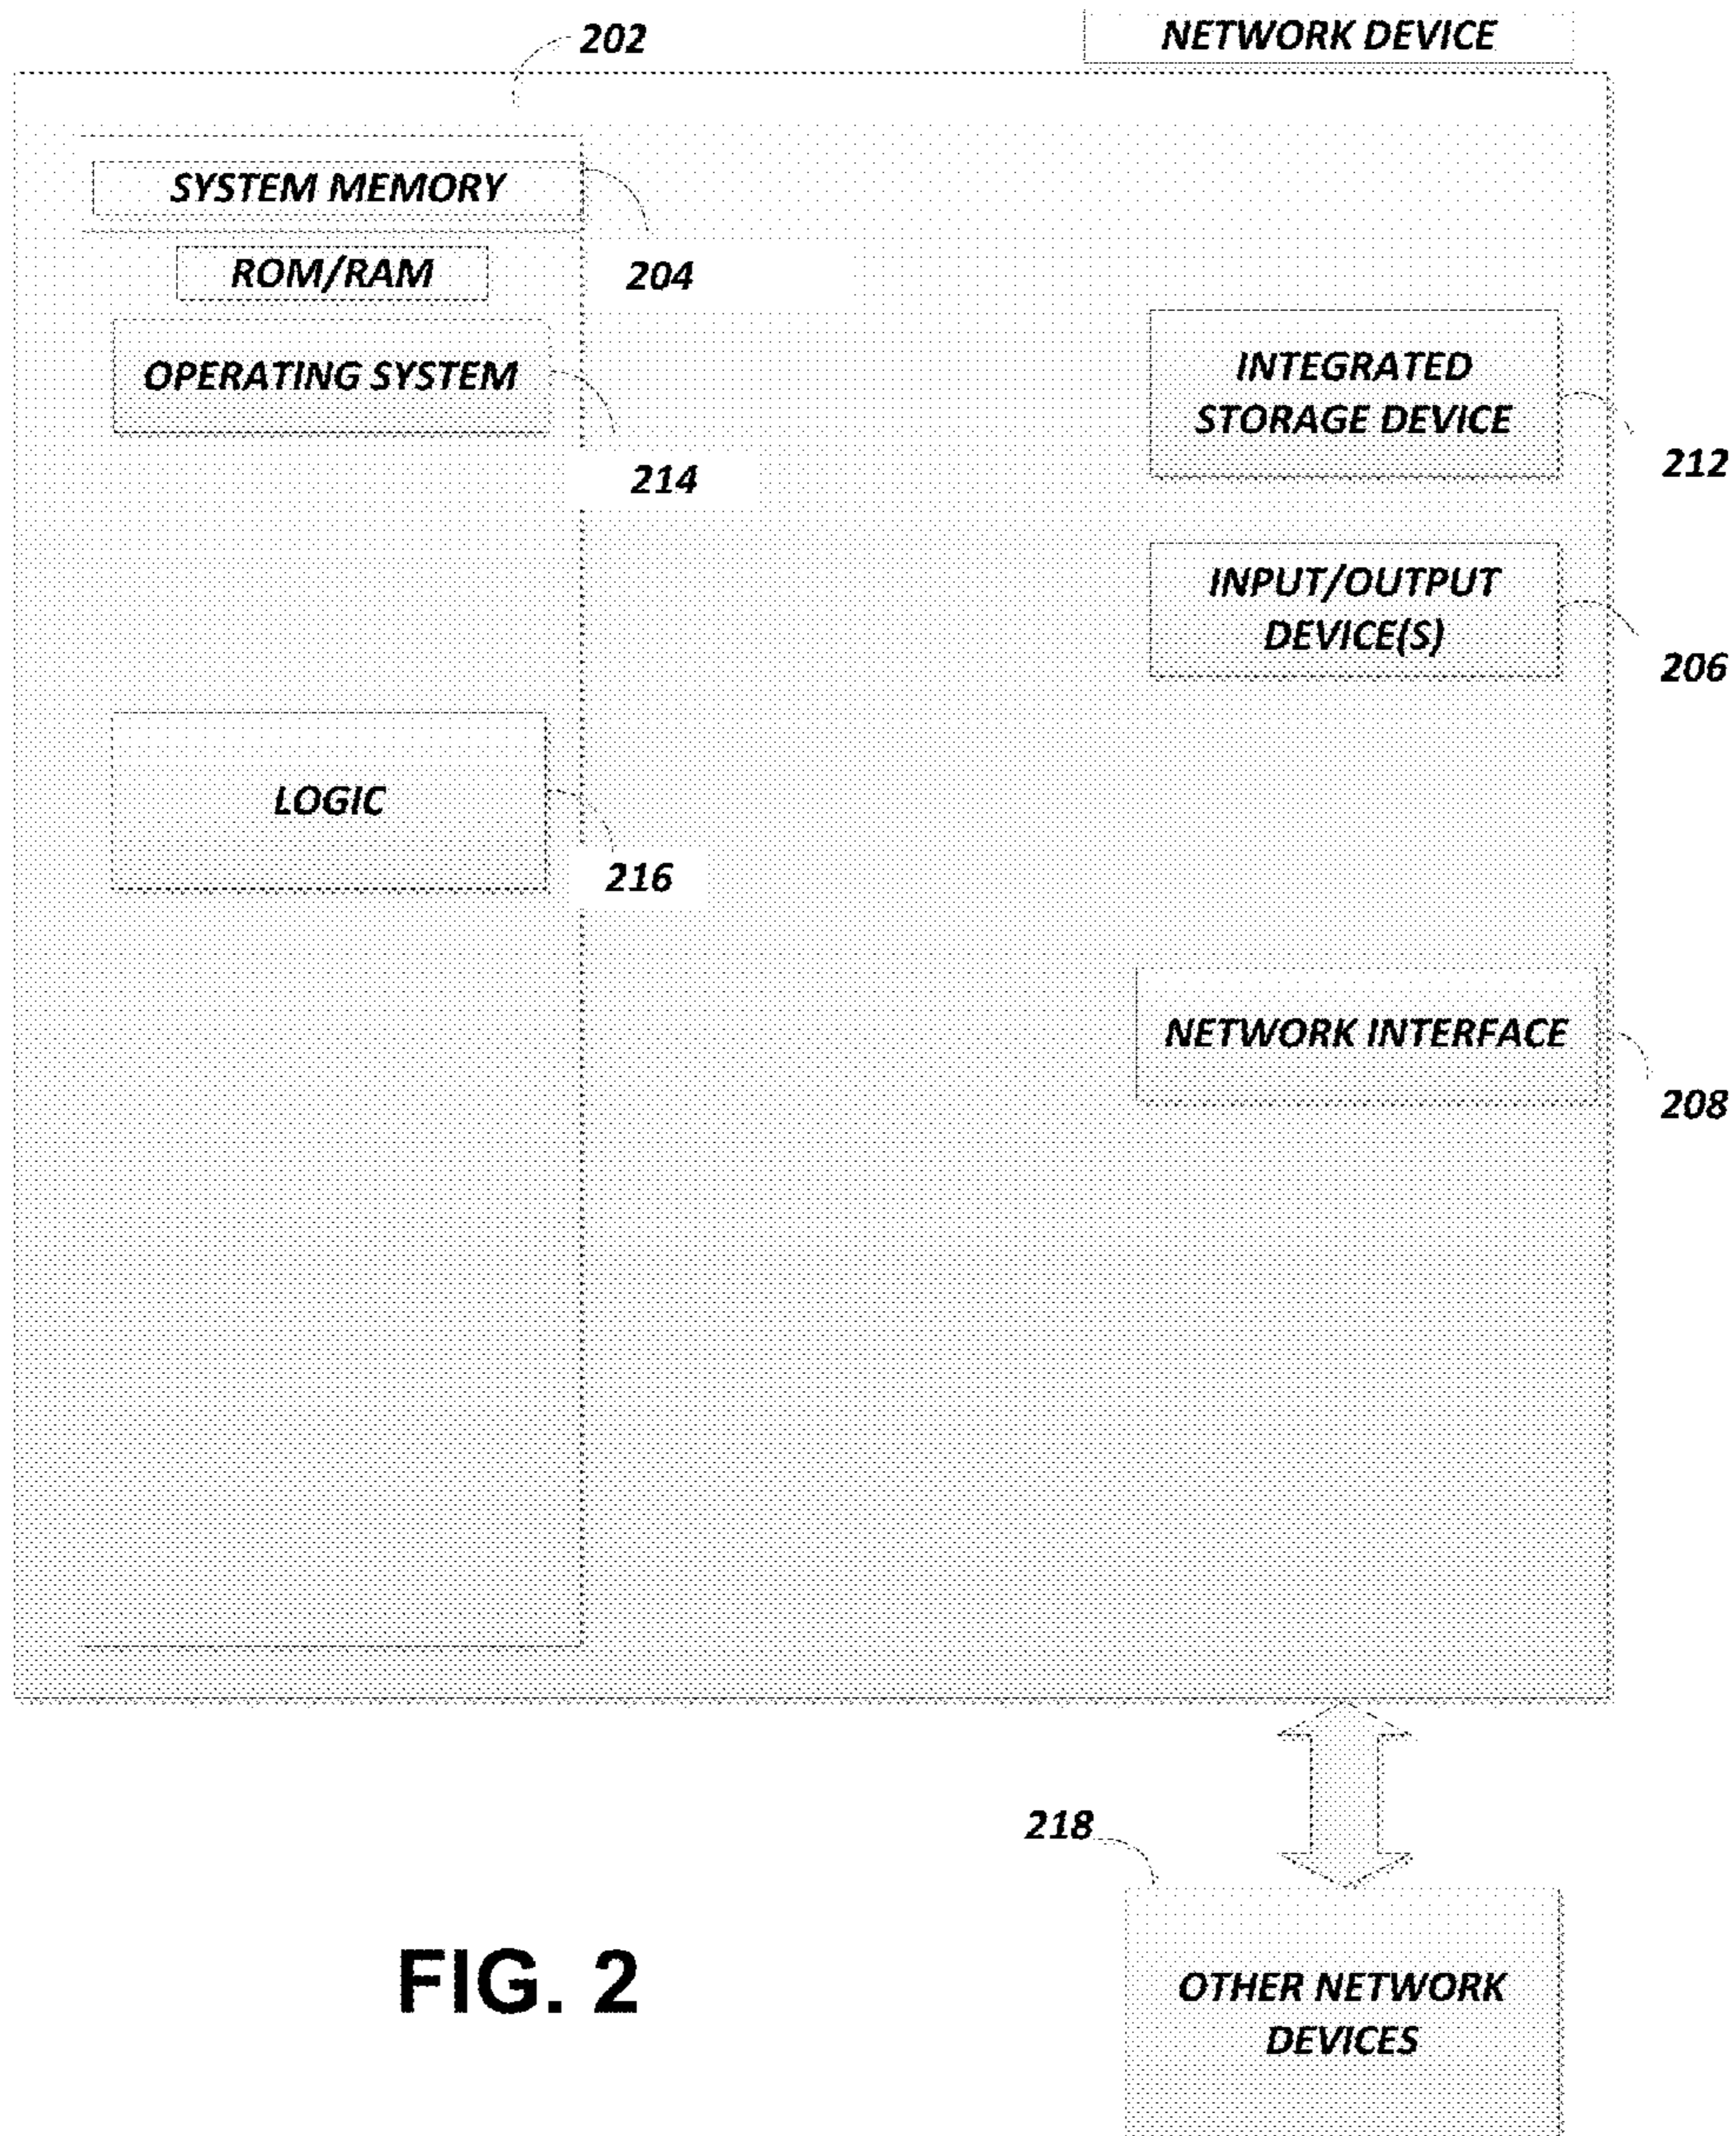 202
NETWORK DEVICE
SYSTEM MEMORY
204
ROM/RAM
OPERATING SYSTEM
214
INTEGRATED
STORAGE DEVICE
212
INPUT/OUTPUT
DEVICE(S)
206
LOGIC
216
NETWORK INTERFACE
208
218
OTHER NETWORK
DEVICES
FIG. 2